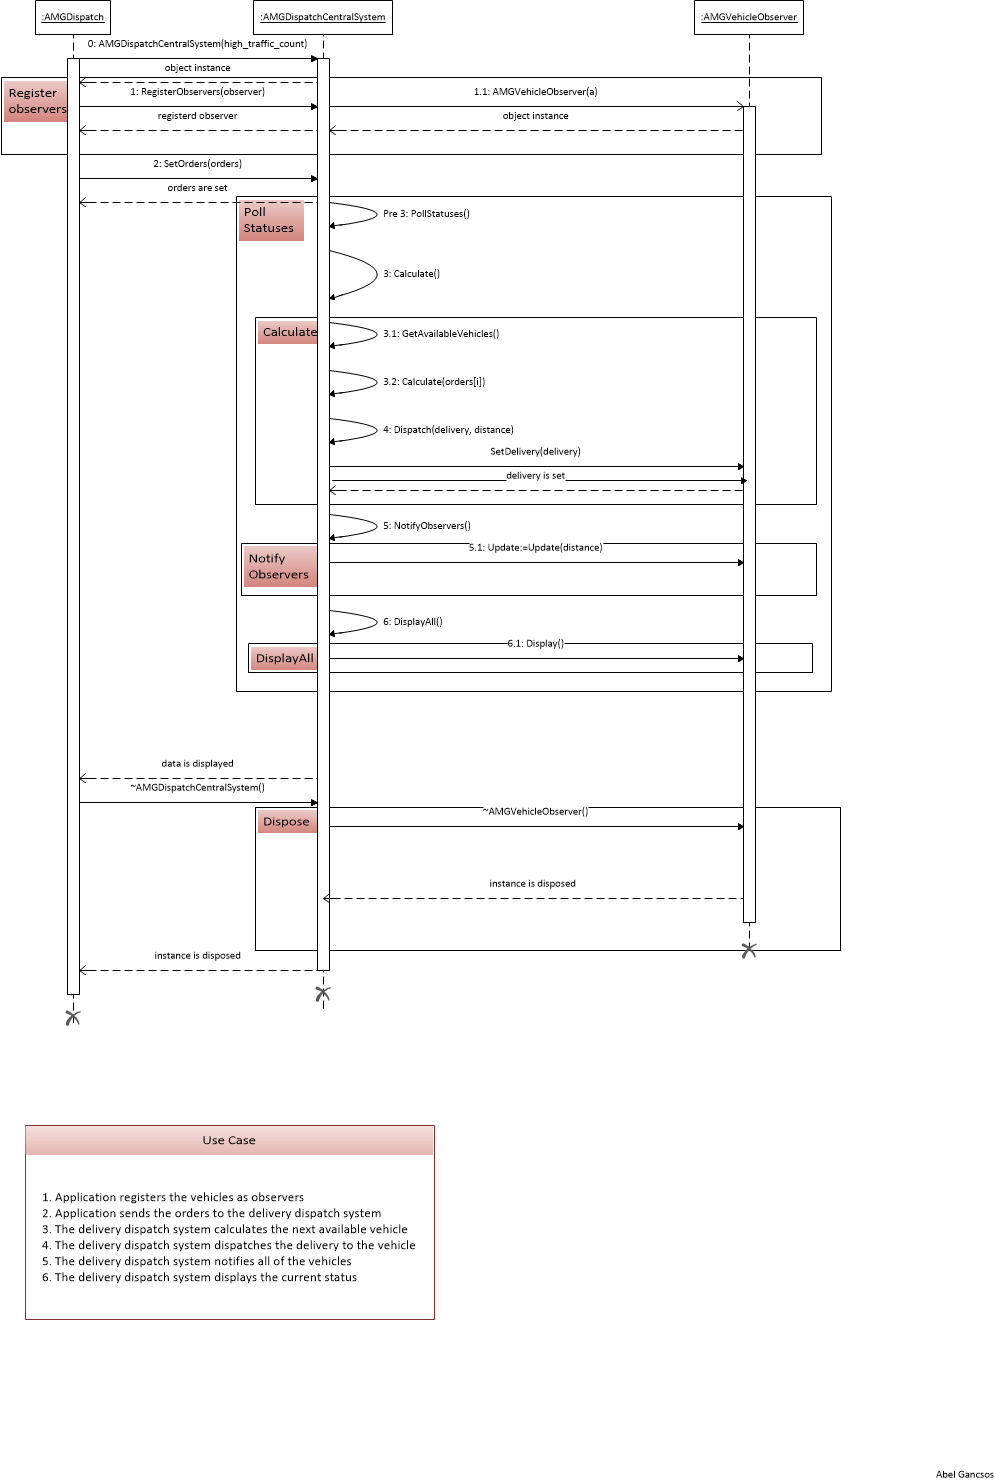 :AMGDispatch
:AMGDispatchCentralSystem
:AMGVehicleObserver
0: AMGDispatchCentralSystem(high_traffic_count)
object instance
Register
observers
1: RegisterObservers(observer)
1.1: AMGVehicleObserver(a)
registerd observer
object instance
2: SetOrders(orders)
orders are set
Poll
Statuses
Pre 3: PollStatuses()
3: Calculate()
Calculate
3.1: GetAvailableVehicles()
3.2: Calculate(orders[i])
4: Dispatch(delivery, distance)
SetDelivery(delivery)
delivery is set
5: NotifyObservers()
Notify
Observers
5.1: Update:=Update(distance)
6: DisplayAll()
DisplayAll
6.1: Display()
data is displayed
~AMGDispatchCentralSystem()
Dispose
~AMGVehicleObserver()
instance is disposed
instance is disposed
Use Case
1. Application registers the vehicles as observers
2. Application sends the orders to the delivery dispatch system
3. The delivery dispatch system calculates the next available vehicle
4. The delivery dispatch system dispatches the delivery to the vehicle
5. The delivery dispatch system notifies all of the vehicles
6. The delivery dispatch system displays the current status
Abel Gancsos